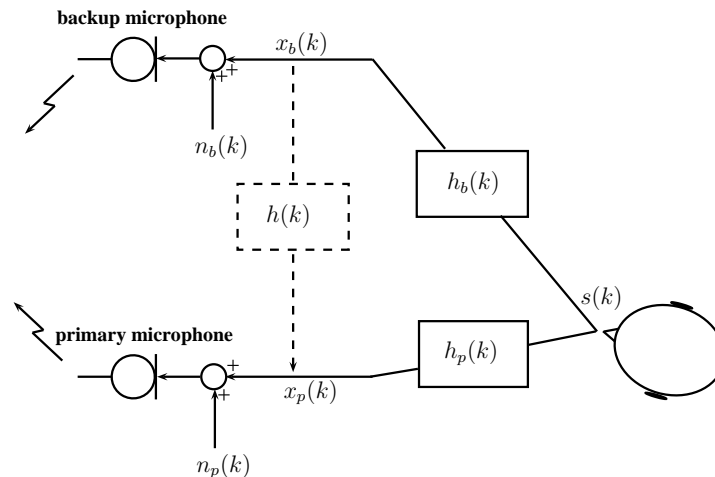 backup microphone
x_b(k)
+ +
n_b(k)
h_b(k)
h(k)
s(k)
primary microphone
h_p(k)
+
+
x_p(k)
n_p(k)